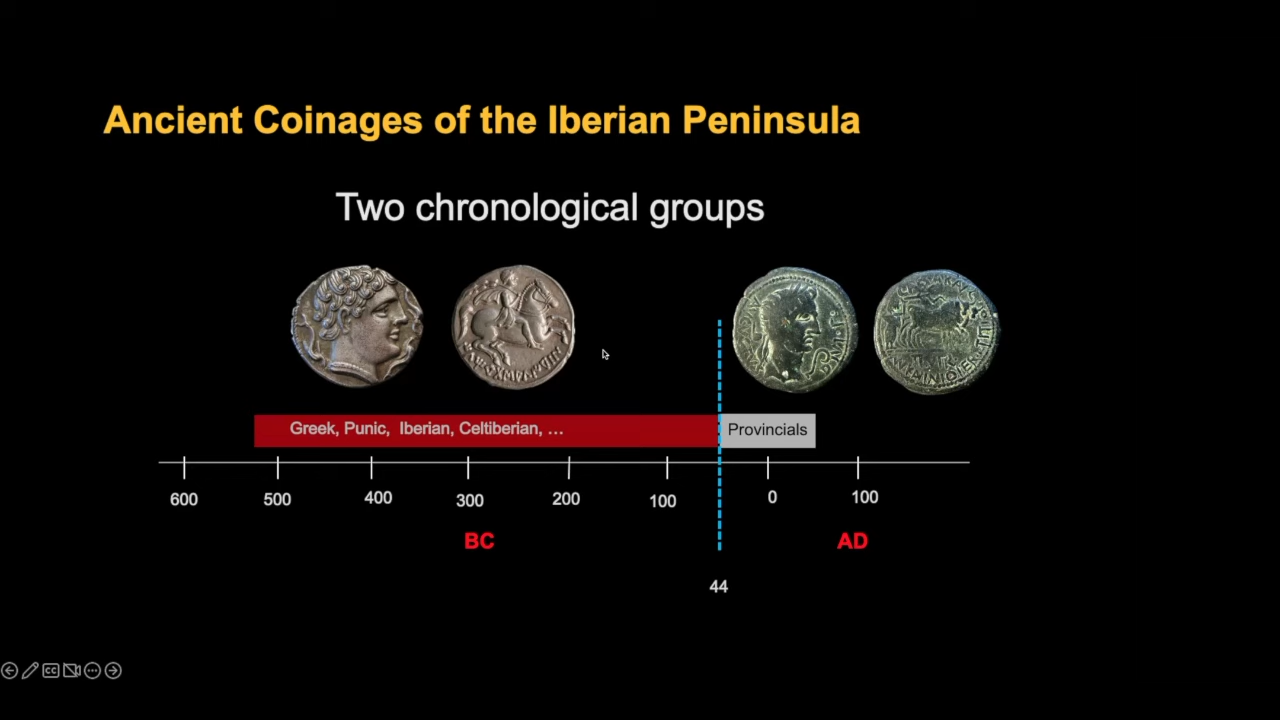 Ancient Coinages of the Iberian Peninsula
Two chronological groups
Greek, Punic, Iberian, Celtiberian, ...
Provincials
600 500 400 300 200 100 0 100
BC AD
44
CC